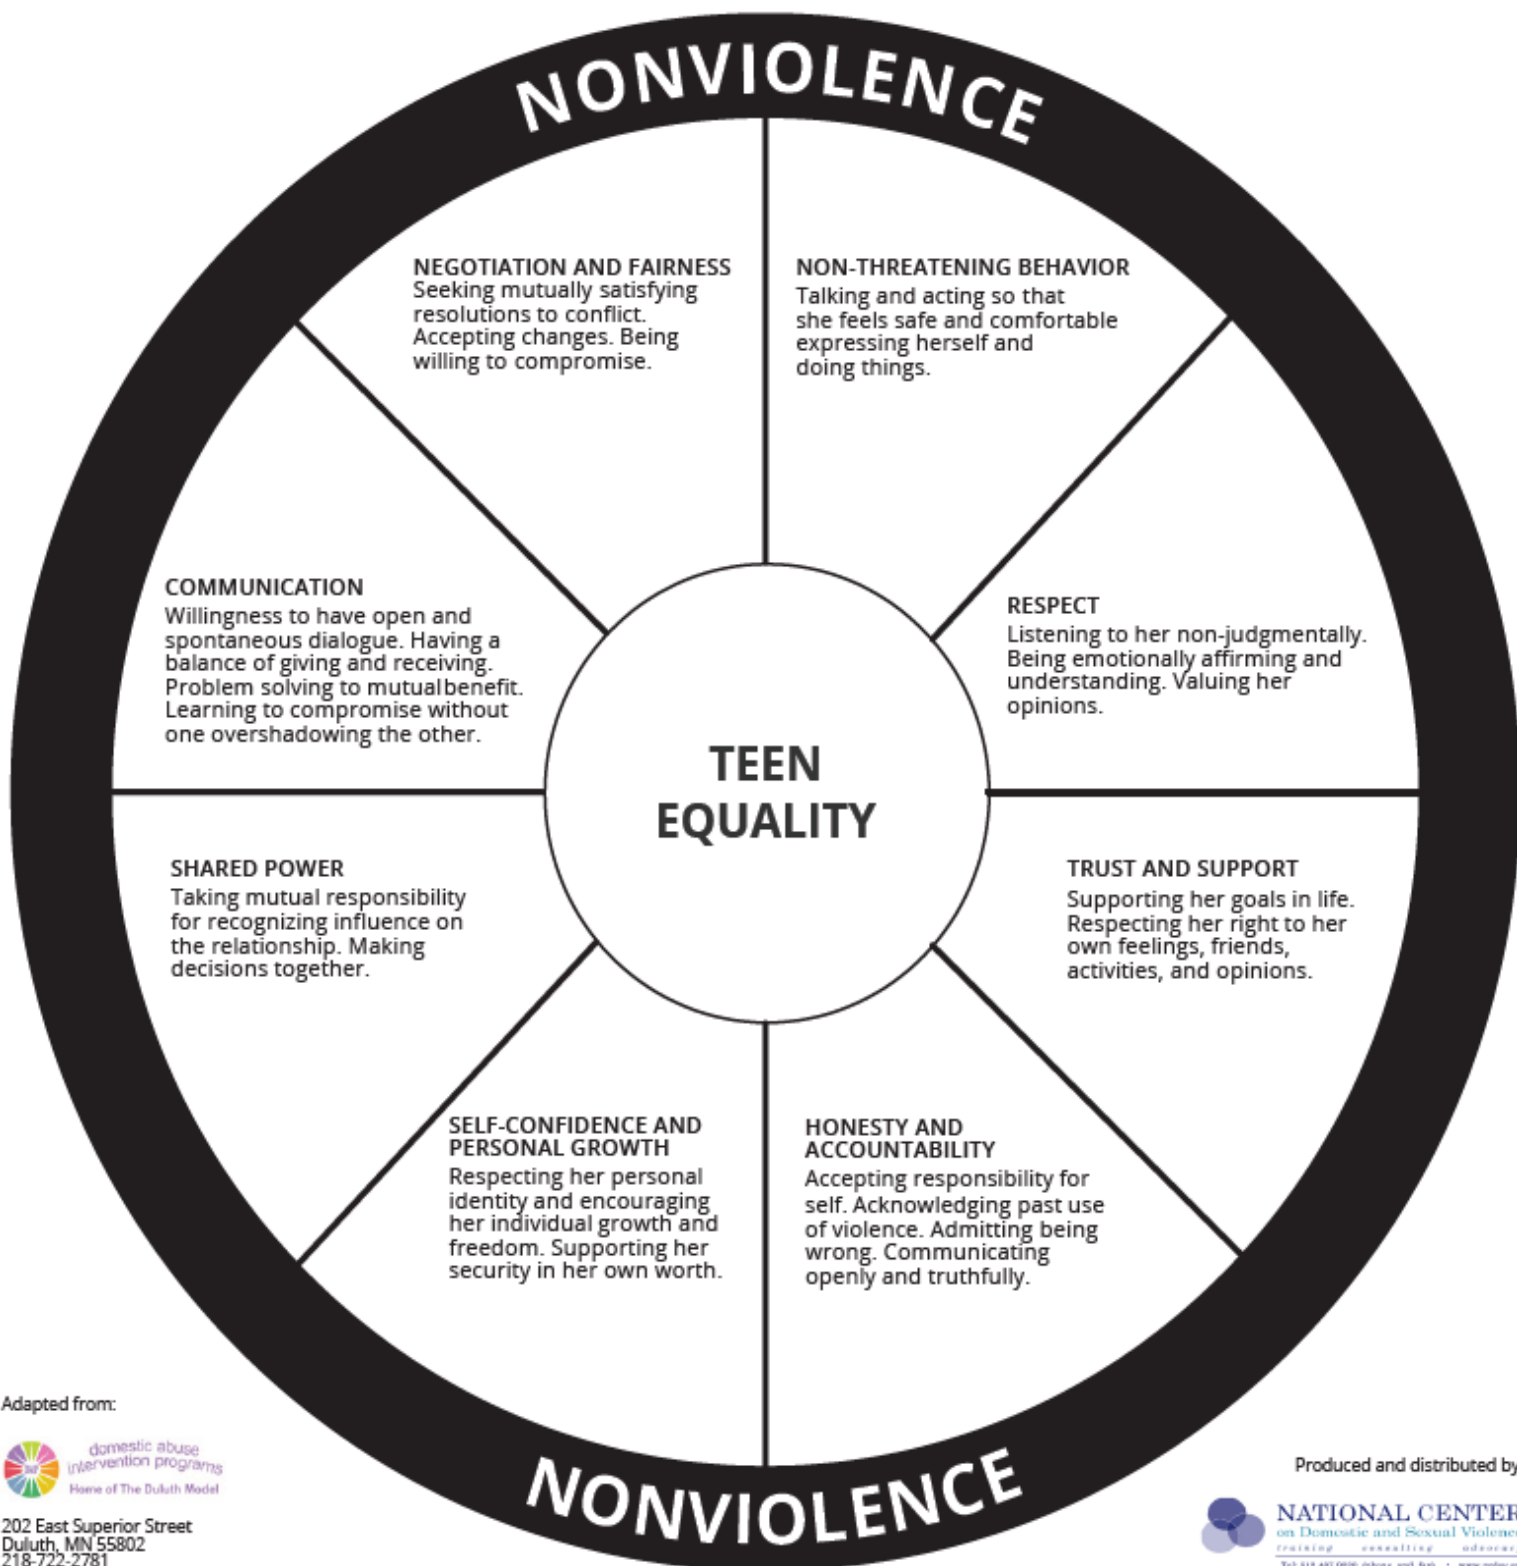 NONVIOLENCE
NEGOTIATION AND FAIRNESS
Seeking mutually satisfying
resolutions to conflict.
Accepting changes. Being
willing to compromise.
NON-THREATENING BEHAVIOR
Talking and acting so that
she feels safe and comfortable
expressing herself and
doing things.
COMMUNICATION
Willingness to have open and
spontaneous dialogue. Having a
balance of giving and receiving.
Problem solving to mutualbenefit.
Learning to compromise without
one overshadowing the other.
RESPECT
Listening to her non-judgmentally.
Being emotionally affirming and
understanding. Valuing her
opinions.
TEEN
EQUALITY
SHARED POWER
Taking mutual responsibility
for recognizing influence on
the relationship. Making
decisions together.
TRUST AND SUPPORT
Supporting her goals in life.
Respecting her right to her
own feelings, friends,
activities, and opinions.
SELF-CONFIDENCE AND
PERSONAL GROWTH
Respecting her personal
identity and encouraging
her individual growth and
freedom. Supporting her
security in her own worth.
HONESTY AND
ACCOUNTABILITY
Accepting responsibility for
self. Acknowledging past use
of violence. Admitting being
wrong. Communicating
openly and truthfully.
NONVIOLENCE
Adapted from:
domestic abuse
intervention programs
Home of The Duluth Model
202 East Superior Street
Duluth, MN 55802
218-722-2781
Produced and distributed by
NATIONAL CENTER
on Domestic and Sexual Violenc
training consulting advocac